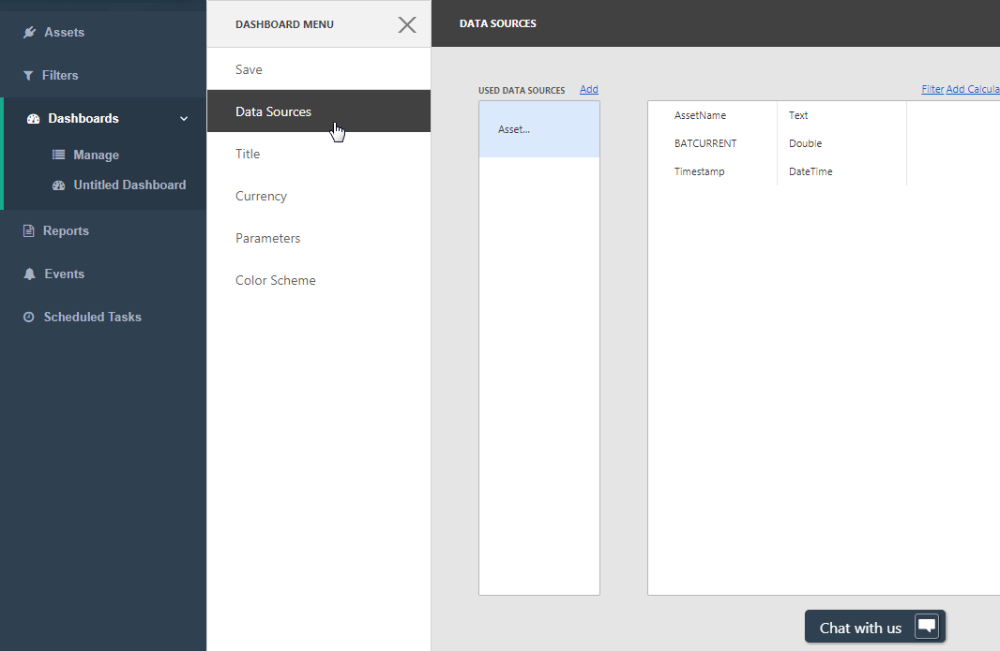 Assets
Filters
Dashboards
Manage
Untitled Dashboard
Reports
Events
Scheduled Tasks
DASHBOARD MENU
Save
Data Sources
Title
Currency
Parameters
Color Scheme
DATA SOURCES
USED DATA SOURCES Add
Asset...
Filter Add Calcula
AssetName Text
BATCURRENT Double
Timestamp DateTime
Chat with us